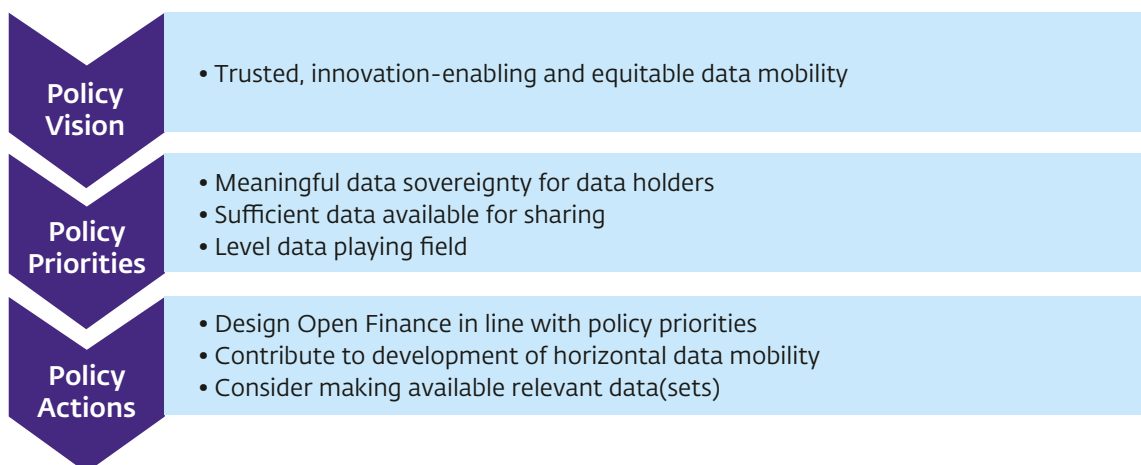 Policy
Vision
• Trusted, innovation-enabling and equitable data mobility
Policy
Priorities
• Meaningful data sovereignty for data holders
• Sufficient data available for sharing
• Level data playing field
Policy
Actions
• Design Open Finance in line with policy priorities
• Contribute to development of horizontal data mobility
• Consider making available relevant data(sets)